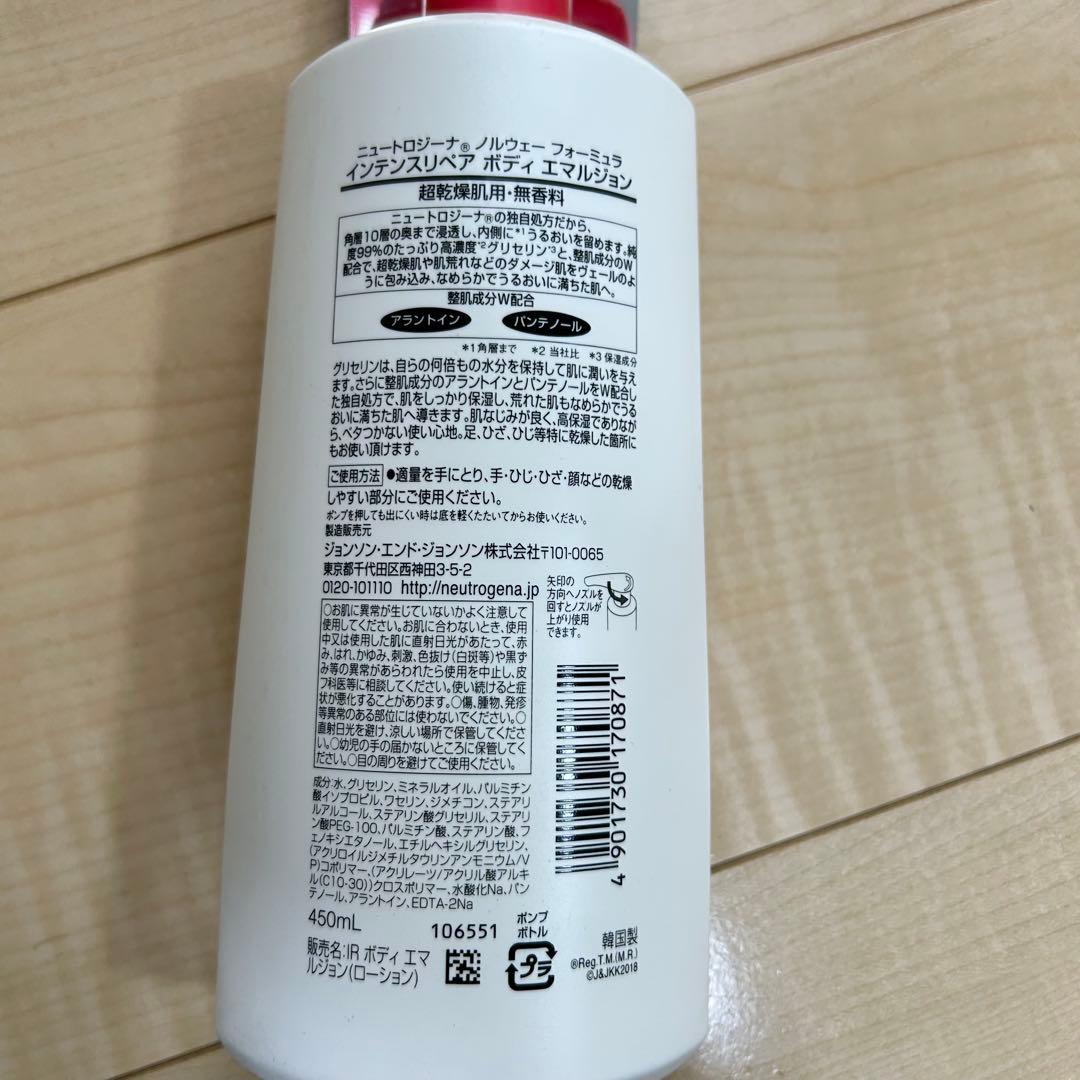 ニュートロジーナ® ノルウェー フォーミュラ
インテンスリペア ボディ エマルジョン
超乾燥肌用・無香料
ニュートロジーナ®の独自処方だから、
角層10層の奥まで浸透し、内側に*1うるおいを留めます。純
度99%のたっぷり高濃度*2グリセリン*3と、整肌成分のW
配合で、超乾燥肌や肌荒れなどのダメージ肌をヴェールのよ
うに包み込み、なめらかでうるおいに満ちた肌へ。
整肌成分W配合
アラントイン パンテノール
*1角層まで *2 当社比 *3 保湿成分
グリセリンは、自らの何倍もの水分を保持して肌に潤いを与え
ます。さらに整肌成分のアラントインとパンテノールをW配合し
た独自処方で、肌をしっかり保湿し、荒れた肌もなめらかでうる
おいに満ちた肌へ導きます。肌なじみが良く、高保湿でありなが
ら、ベタつかない使い心地。足、ひざ、ひじ等特に乾燥した箇所に
もお使い頂けます。
ご使用方法 ●適量を手にとり、手・ひじ・ひざ・顔などの乾燥
しやすい部分にご使用ください。
ポンプを押しても出にくい時は底を軽くたたいてからお使いください。
製造販売元
ジョンソン・エンド・ジョンソン株式会社〒101-0065
東京都千代田区西神田3-5-2
0120-101110 http://neutrogena.jp
矢印の
方向へノズルを
回すとノズルが
上がり使用
できます。
○お肌に異常が生じていないかよく注意して
使用してください。お肌に合わないとき、使用
中又は使用した肌に直射日光があたって、赤
み、はれ、かゆみ、刺激、色抜け(白斑等)や黒ず
み等の異常があらわれたら使用を中止し、皮
フ科医等に相談してください。使い続けると症
状が悪化することがあります。○傷、腫物、発疹
等異常のある部位には使わないでください。○
直射日光を避け、涼しい場所で保管してくださ
い。○幼児の手の届かないところに保管してく
ださい。○目の周りを避けてご使用ください。
成分:水、グリセリン、ミネラルオイル、パルミチン
酸イソプロピル、ワセリン、ジメチコン、ステアリ
ルアルコール、ステアリン酸グリセリル、ステアリ
ン酸PEG-100、パルミチン酸、ステアリン酸、フ
ェノキシエタノール、エチルヘキシルグリセリン、
(アクリロイルジメチルタウリンアンモニウム/V
P)コポリマー、(アクリレーツ/アクリル酸アルキ
ル(C10-30))クロスポリマー、水酸化Na、パン
テノール、アラントイン、EDTA-2Na
4 901730 170871
450mL
106551
ポンプ
ボトル
プラ
販売名:IR ボディ エマ
ルジョン(ローション)
韓国製
®Reg.T.M.(M.R.)
©J&JKK2018